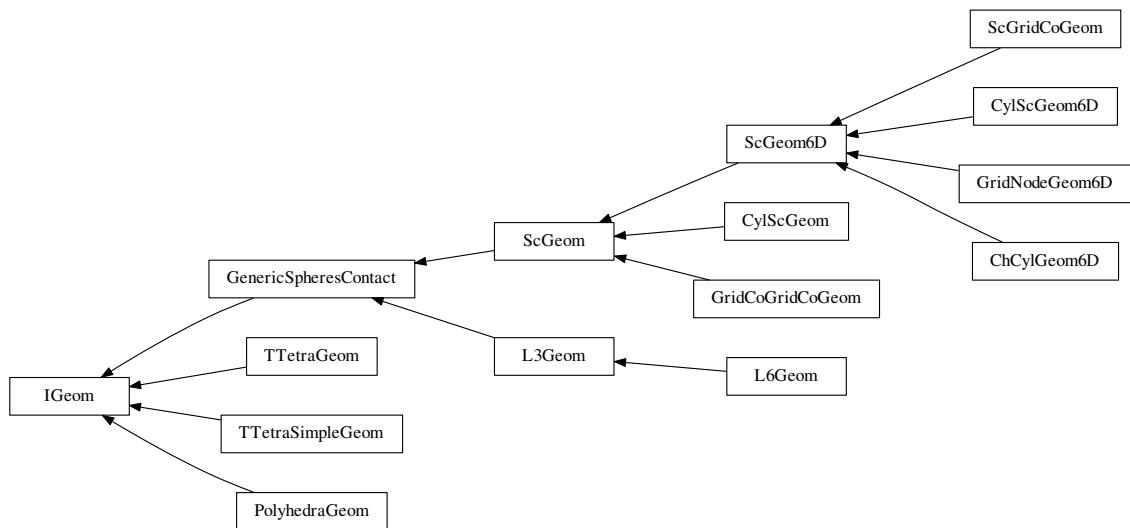 ScGridCoGeom
CylScGeom6D
ScGeom6D
GridNodeGeom6D
CylScGeom
ScGeom
ChCylGeom6D
GenericSpheresContact
GridCoGridCoGeom
TTetraGeom
L3Geom
L6Geom
IGeom
TTetraSimpleGeom
PolyhedraGeom